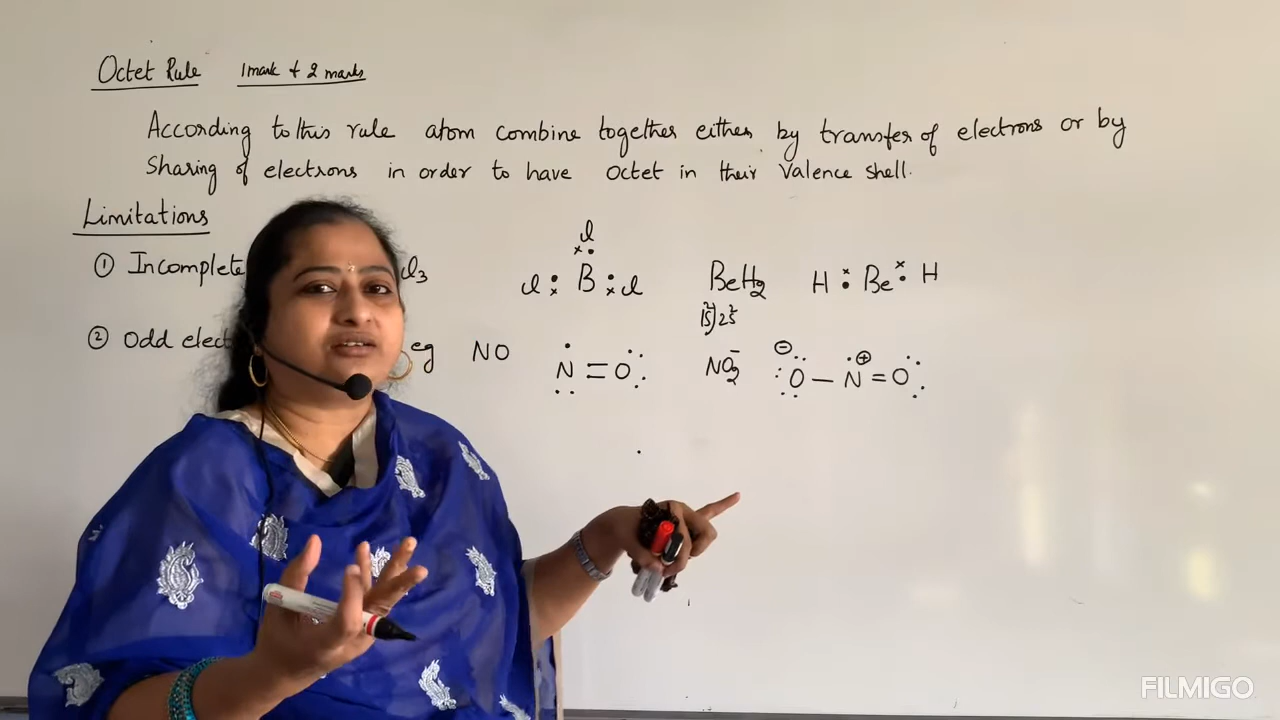 Octet Rule 1 mark + 2 marks
According to this rule atom combine together either by transfer of electrons or by
Sharing of electrons in order to have Octet in their Valence shell.
Limitations
① Incomplete Cl B Cl Cl BeH2 H Be H
1s² 2s²
② Odd eg NO N = O NO2⁻ O – N = O
FILMIGO